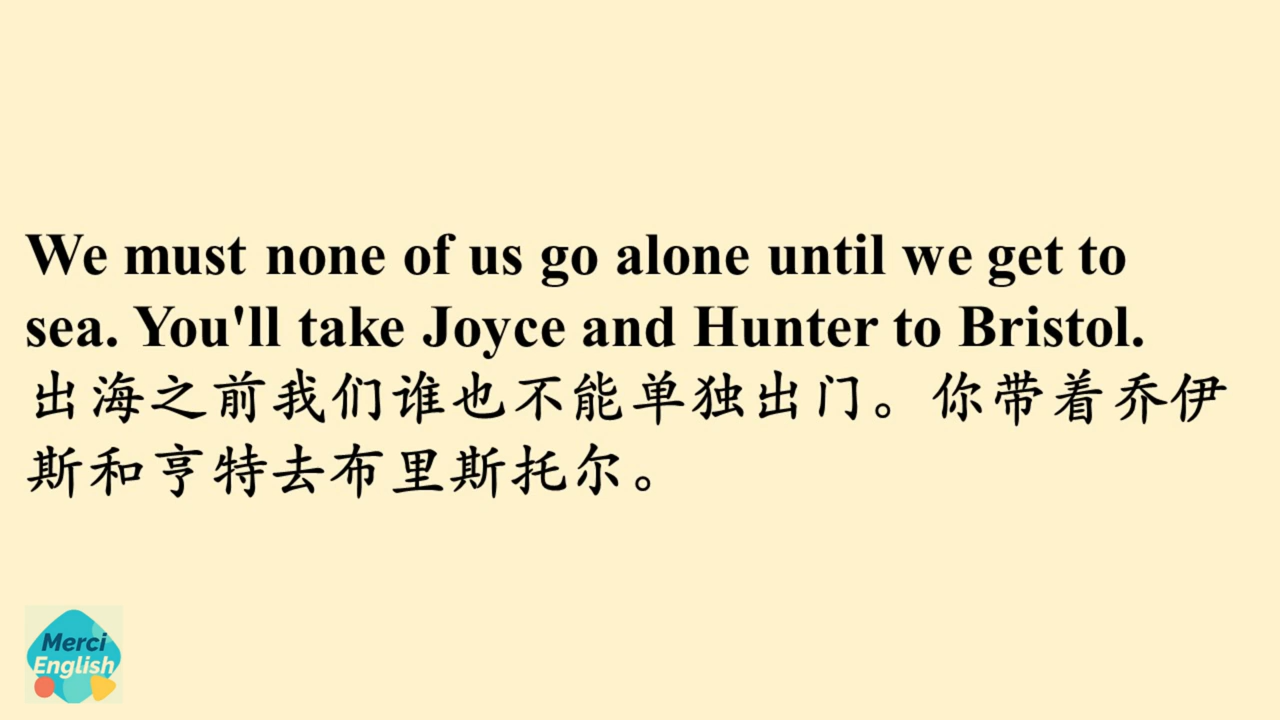 We must none of us go alone until we get to
sea. You'll take Joyce and Hunter to Bristol.
出海之前我们谁也不能单独出门。你带着乔伊
斯和亨特去布里斯托尔。
Merci
English